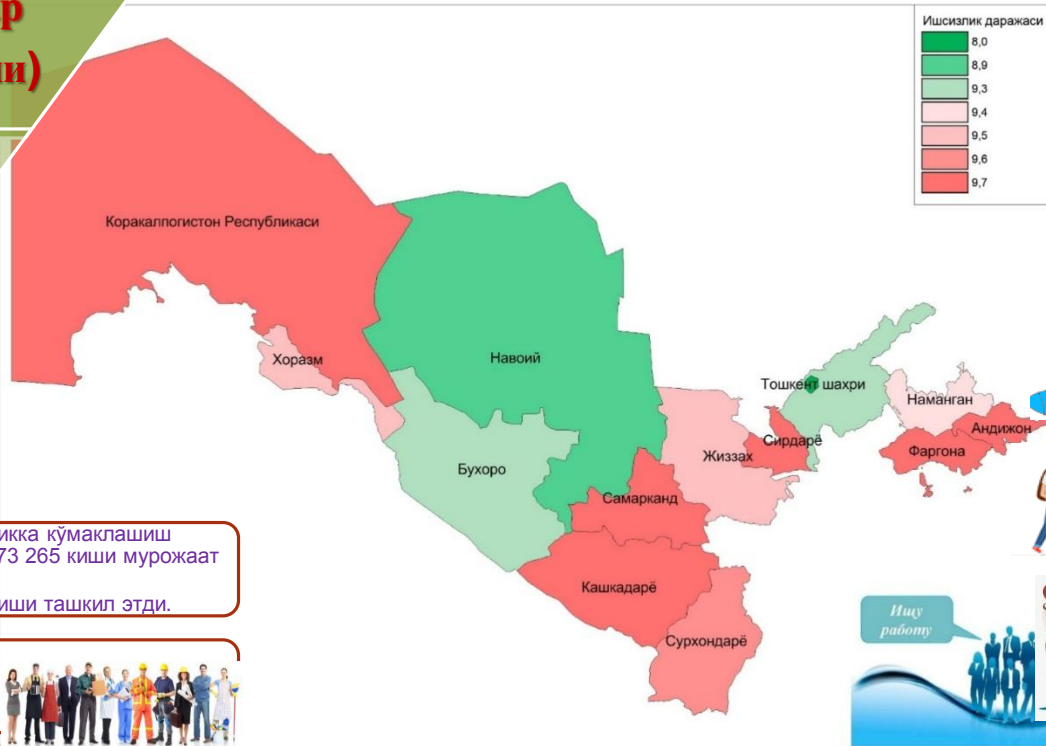 р
и)
Ишсизлик даражаси
8,0
8,9
9,3
9,4
9,5
9,6
9,7
Коракалпогистон Республикаси
Хоразм
Навоий
Бухоро
Тошкент шахри
Наманган
Андижон
Фаргона
Сирдарё
Жиззах
Самарканд
Кашкадарё
Сурхондарё
икка кўмаклашиш
73 265 киши мурожаат
иши ташкил этди.
Ищу
работу